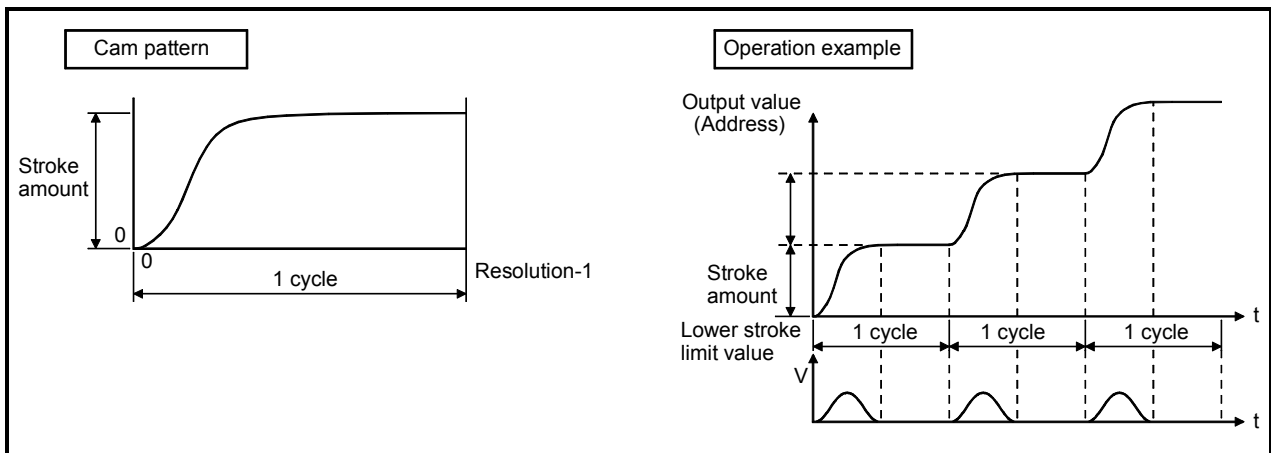 Cam pattern
Stroke
amount
0
0
1 cycle
Resolution-1
Operation example
Output value
(Address)
Stroke
amount
Lower stroke
limit value
1 cycle
1 cycle
1 cycle
t
V
t